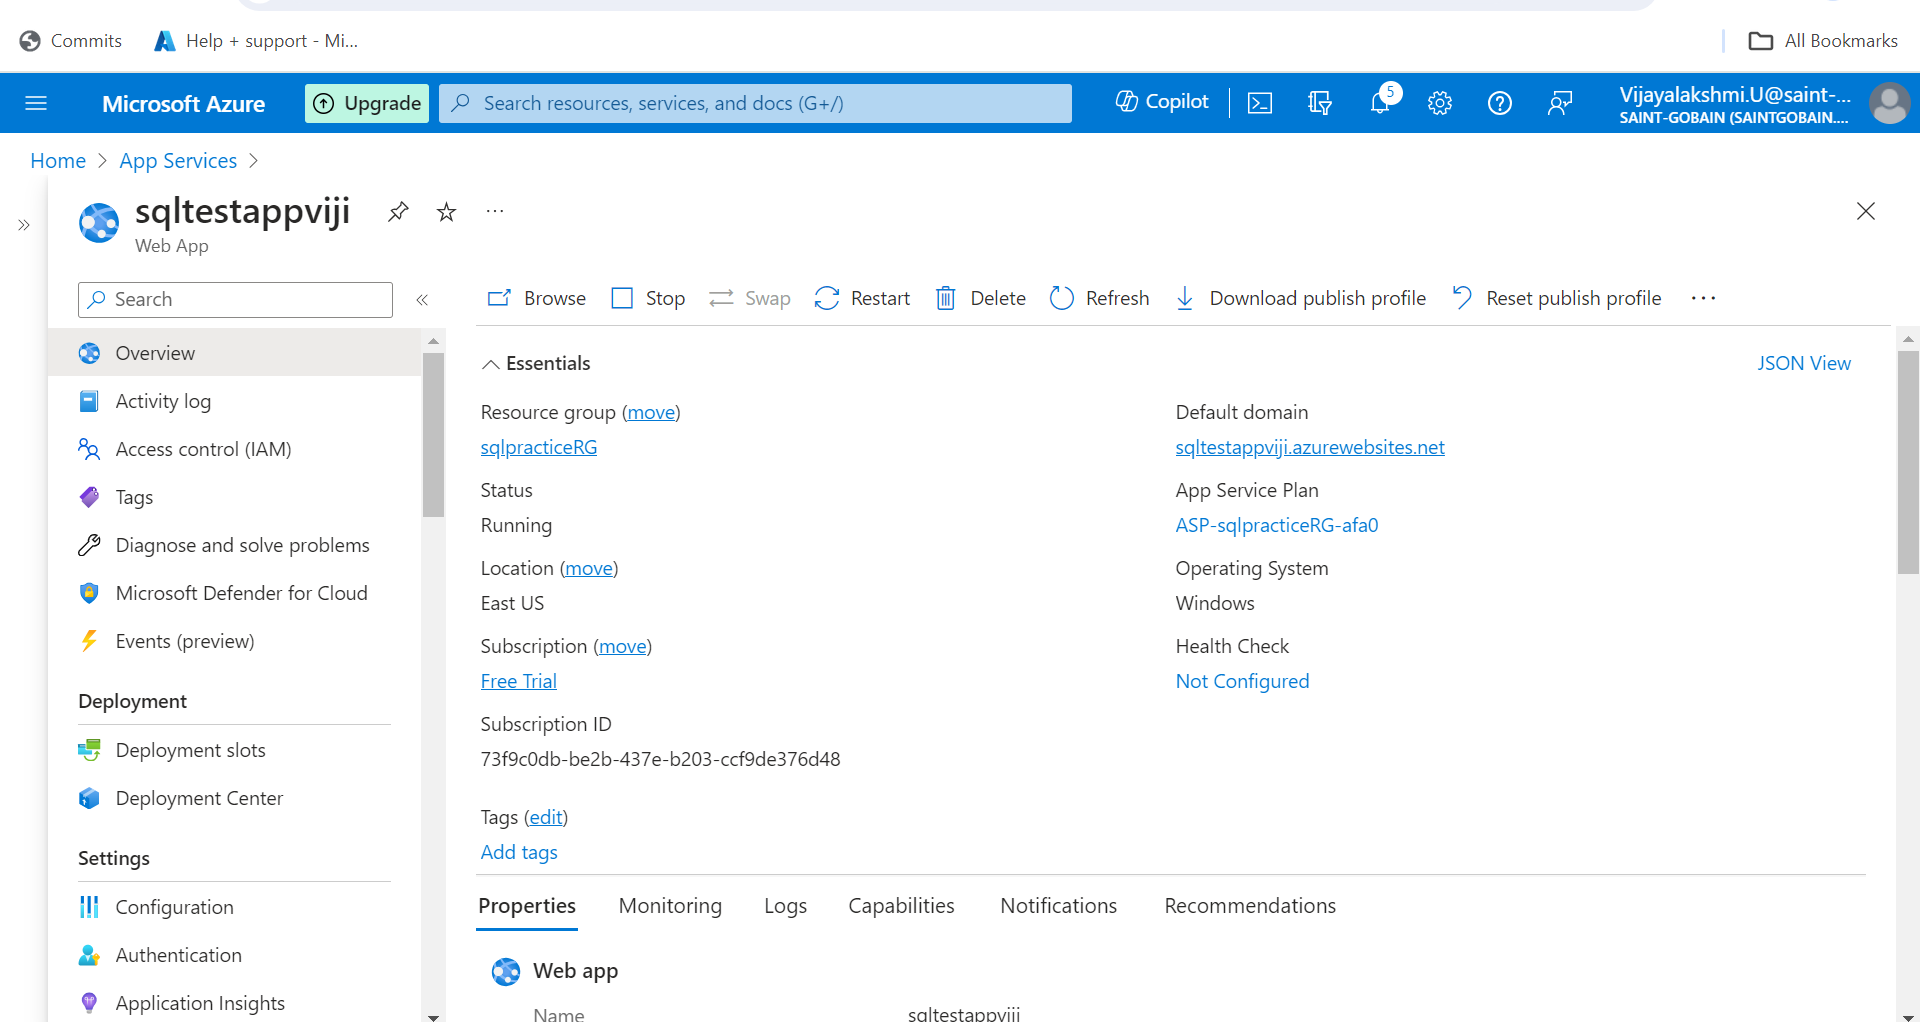 Commits Help + support - Mi... All Bookmarks
Microsoft Azure Upgrade Search resources, services, and docs (G+/) Copilot 5 Vijayalakshmi.U@saint-...
SAINT-GOBAIN (SAINTGOBAIN....
Home > App Services >
sqltestappviji ...
Web App
Search
Browse Stop Swap Restart Delete Refresh Download publish profile Reset publish profile ...
Overview
Activity log
Access control (IAM)
Tags
Diagnose and solve problems
Microsoft Defender for Cloud
Events (preview)
Deployment
Deployment slots
Deployment Center
Settings
Configuration
Authentication
Application Insights
Essentials JSON View
Resource group (move)
sqlpracticeRG
Status
Running
Location (move)
East US
Subscription (move)
Free Trial
Subscription ID
73f9c0db-be2b-437e-b203-ccf9de376d48
Default domain
sqltestappviji.azurewebsites.net
App Service Plan
ASP-sqlpracticeRG-afa0
Operating System
Windows
Health Check
Not Configured
Tags (edit)
Add tags
Properties Monitoring Logs Capabilities Notifications Recommendations
Web app
Name sqltestappviji